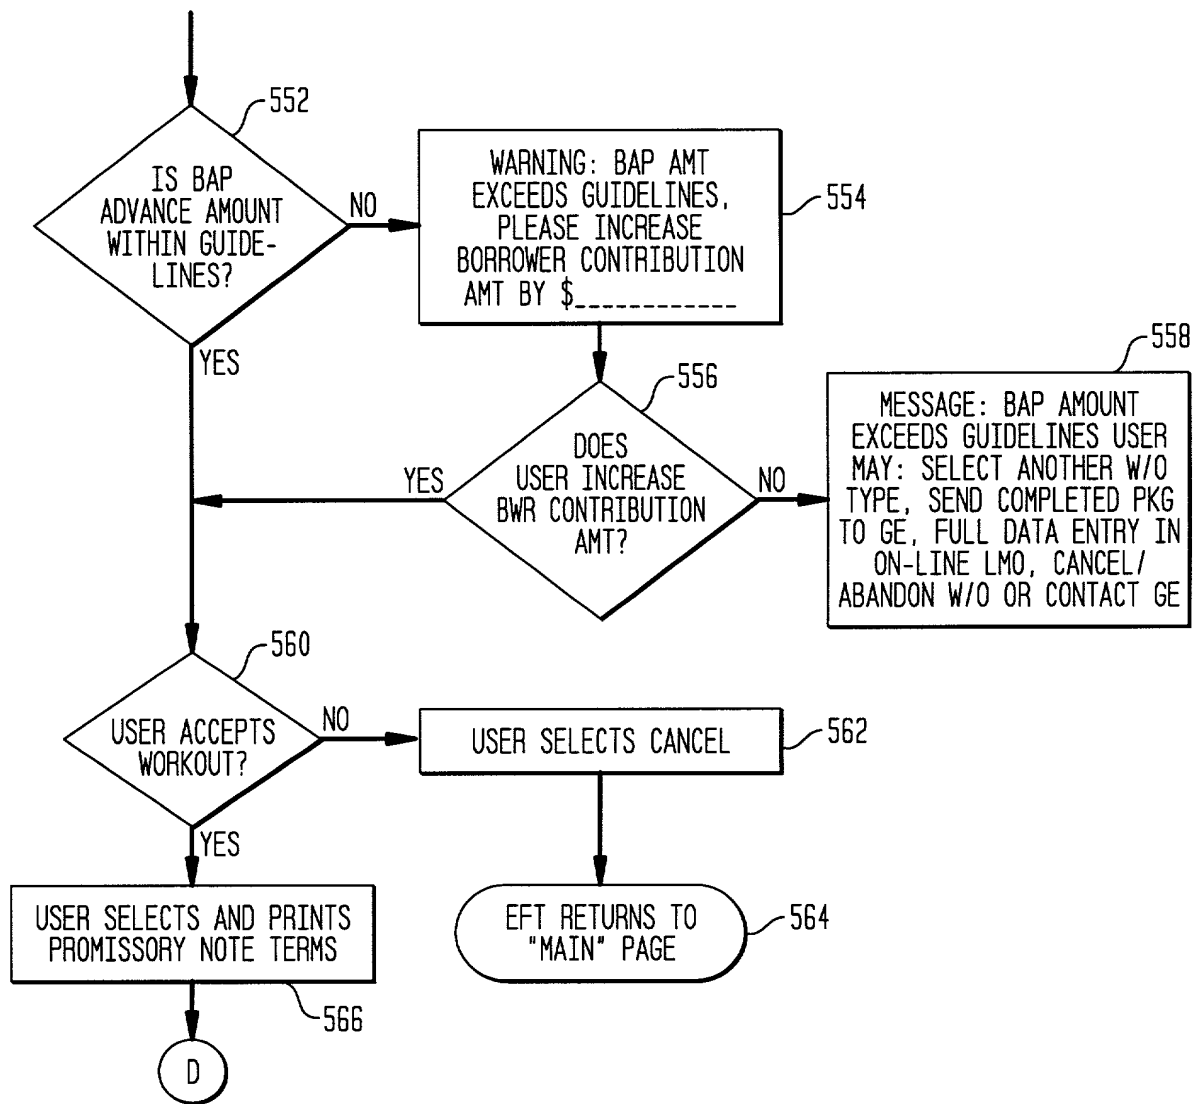 552
IS BAP
ADVANCE AMOUNT
WITHIN GUIDE-
LINES?
NO
YES
WARNING: BAP AMT
EXCEEDS GUIDELINES,
PLEASE INCREASE
BORROWER CONTRIBUTION
AMT BY $_____________
554
556
DOES
USER INCREASE
BWR CONTRIBUTION
AMT?
YES
NO
558
MESSAGE: BAP AMOUNT
EXCEEDS GUIDELINES USER
MAY: SELECT ANOTHER W/O
TYPE, SEND COMPLETED PKG
TO GE, FULL DATA ENTRY IN
ON-LINE LMO, CANCEL/
ABANDON W/O OR CONTACT GE
560
USER ACCEPTS
WORKOUT?
NO
YES
USER SELECTS CANCEL
562
EFT RETURNS TO
"MAIN" PAGE
564
USER SELECTS AND PRINTS
PROMISSORY NOTE TERMS
566
D